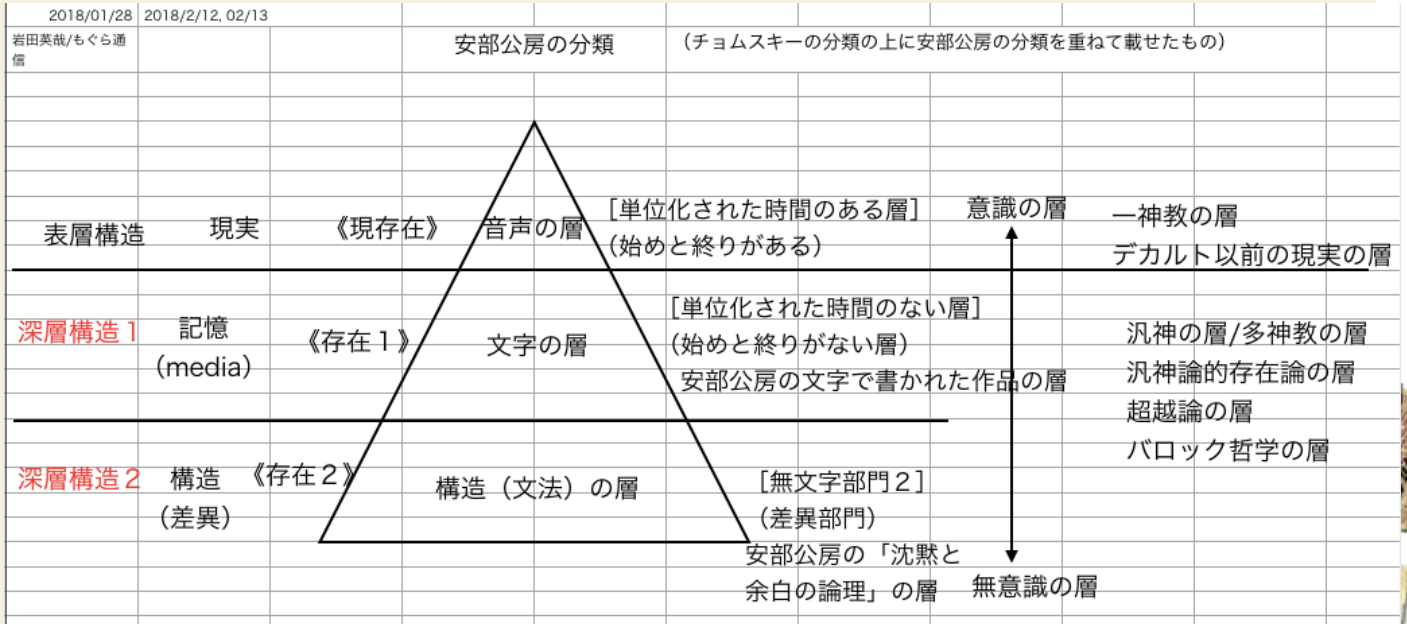 2018/01/28 2018/2/12, 02/13
岩田英哉/もぐら通
信
安部公房の分類
（チョムスキーの分類の上に安部公房の分類を重ねて載せたもの）
表層構造
現実
《現存在》
音声の層
［単位化された時間のある層］
（始めと終りがある）
意識の層
一神教の層
デカルト以前の現実の層
深層構造１
記憶
（media）
《存在１》
文字の層
［単位化された時間のない層］
（始めと終りがない層）
安部公房の文字で書かれた作品の層
汎神の層/多神教の層
汎神論的存在論の層
超越論の層
バロック哲学の層
深層構造２
構造
（差異）
《存在２》
構造（文法）の層
［無文字部門２］
（差異部門）
安部公房の「沈黙と
余白の論理」の層
無意識の層